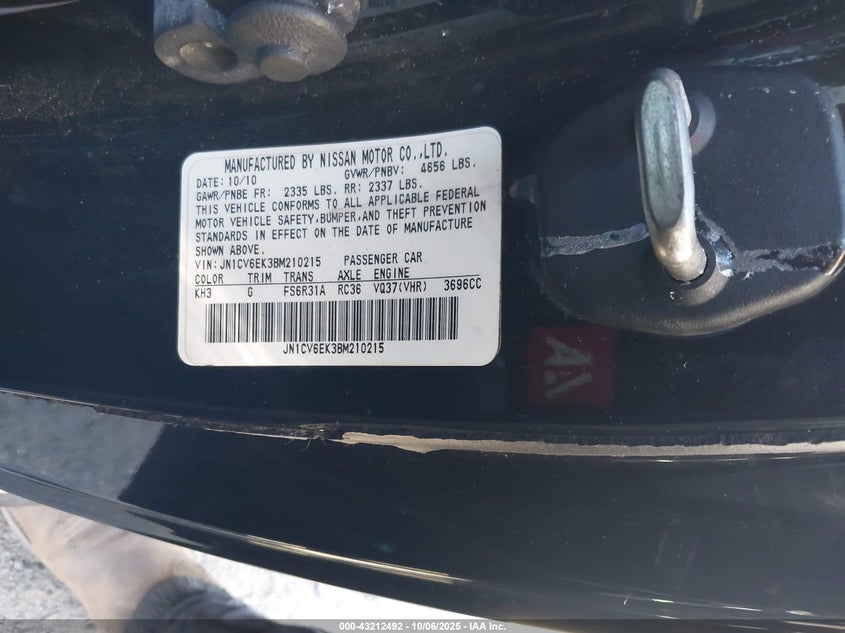 MANUFACTURED BY NISSAN MOTOR CO.,LTD.
DATE: 10/10 GVWR/PNBV: 4656 LBS.
GAWR/PNBE FR: 2335 LBS. RR: 2337 LBS.
THIS VEHICLE CONFORMS TO ALL APPLICABLE FEDERAL
MOTOR VEHICLE SAFETY,BUMPER,AND THEFT PREVENTION
STANDARDS IN EFFECT ON THE DATE OF MANUFACTURE
SHOWN ABOVE.
VIN: JN1CV6EK3BM210215 PASSENGER CAR
COLOR TRIM TRANS AXLE ENGINE
KH3 G FS6R31A RC36 VQ37(VHR) 3696CC
JN1CV6EK3BM210215
000-43212492 - 10/06/2025 - IAA Inc.